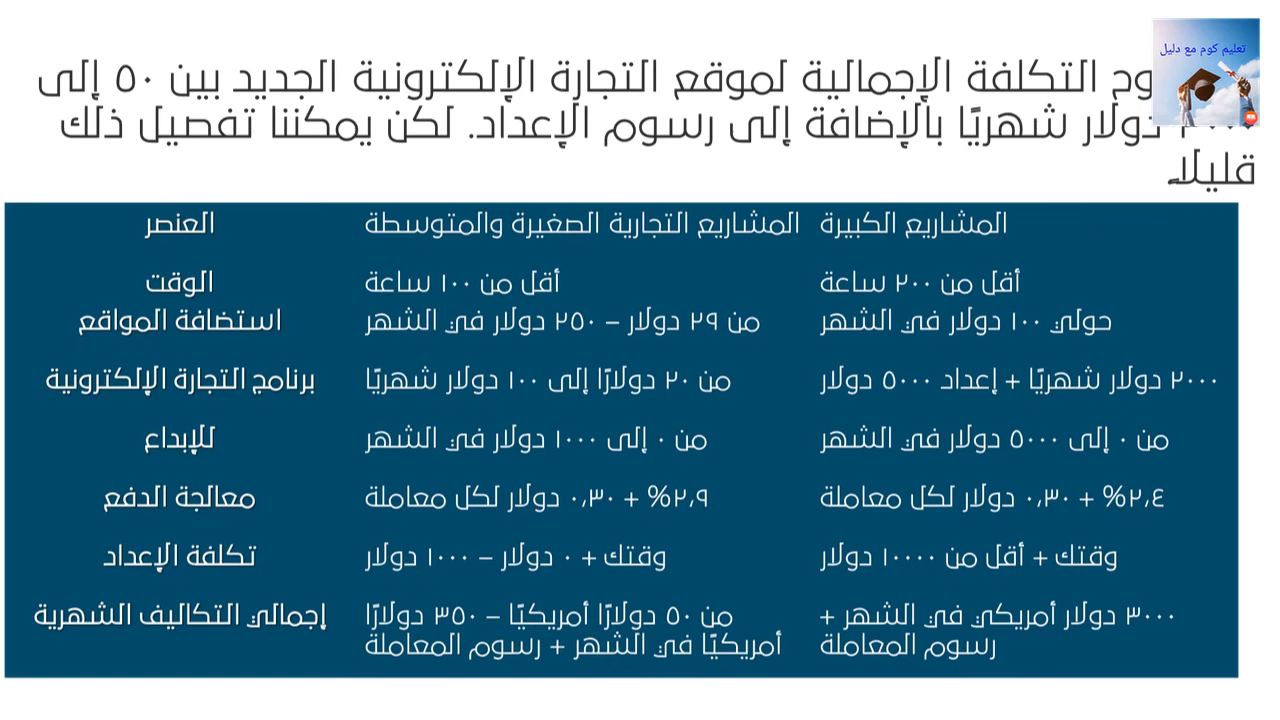 تعليم كوم مع دليل
التكلفة الإجمالية لموقع التجارة الإلكترونية الجديد بين ٥٠ إلى
دولار شهريًا بالإضافة إلى رسوم الإعداد. لكن يمكننا تفصيل ذلك
قليلاً
العنصر المشاريع التجارية الصغيرة والمتوسطة المشاريع الكبيرة
الوقت أقل من ١٠٠ ساعة أقل من ٢٠٠ ساعة
استضافة المواقع من ٢٩ دولار – ٢٥٠ دولار في الشهر حولي ١٠٠ دولار في الشهر
برنامج التجارة الإلكترونية من ٢٠ دولارًا إلى ١٠٠ دولار شهريًا ٢٠٠٠ دولار شهريًا + إعداد ٥٠٠٠ دولار
للإبداع من ٠ إلى ١٠٠٠ دولار في الشهر من ٠ إلى ٥٠٠٠ دولار في الشهر
معالجة الدفع ٢,٩% + ٠,٣٠ دولار لكل معاملة ٢,٤% + ٠,٣٠ دولار لكل معاملة
تكلفة الإعداد وقتك + ٠ دولار – ١٠٠٠ دولار وقتك + أقل من ١٠٠٠٠ دولار
إجمالي التكاليف الشهرية من ٥٠ دولارًا أمريكيًا – ٣٥٠ دولارًا ٣٠٠٠ دولار أمريكي في الشهر +
أمريكيًا في الشهر + رسوم المعاملة رسوم المعاملة